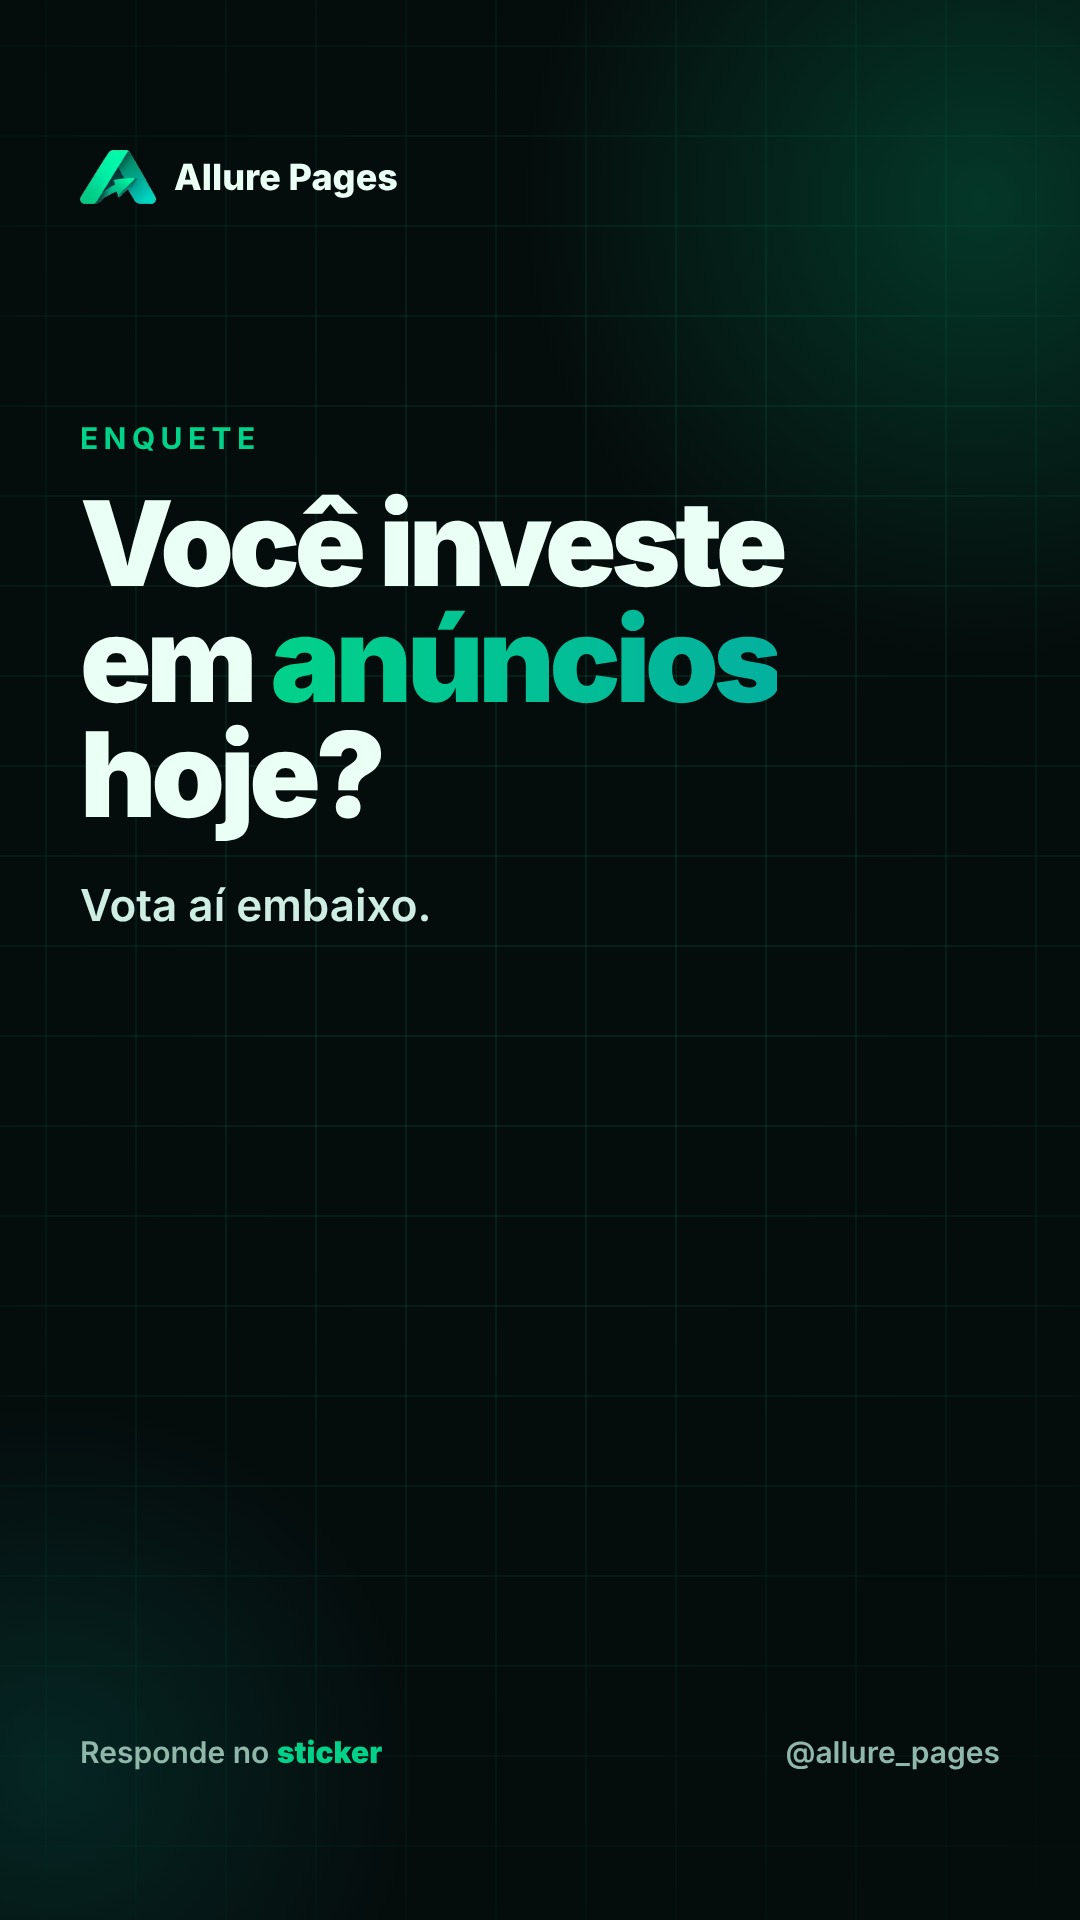 Allure Pages
ENQUETE
Você investe
em anúncios
hoje?
Vota aí embaixo.
Responde no sticker
@allure_pages